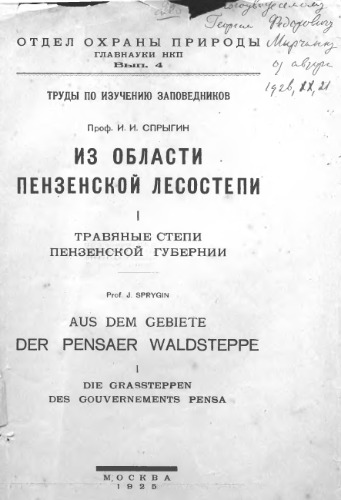 Георгию Федоровичу
Мирчинку
от автора
1926, IX, 21
ОТДЕЛ ОХРАНЫ ПРИРОДЫ
ГЛАВНАУКИ НКП
Вып. 4
ТРУДЫ ПО ИЗУЧЕНИЮ ЗАПОВЕДНИКОВ
Проф. И. И. СПРЫГИН
ИЗ ОБЛАСТИ
ПЕНЗЕНСКОЙ ЛЕСОСТЕПИ
I
ТРАВЯНЫЕ СТЕПИ
ПЕНЗЕНСКОЙ ГУБЕРНИИ
Prof. J. SPRYGIN
AUS DEM GEBIETE
DER PENSAER WALDSTEPPE
I
DIE GRASSTEPPEN
DES GOUVERNEMENTS PENSA
МОСКВА
1925